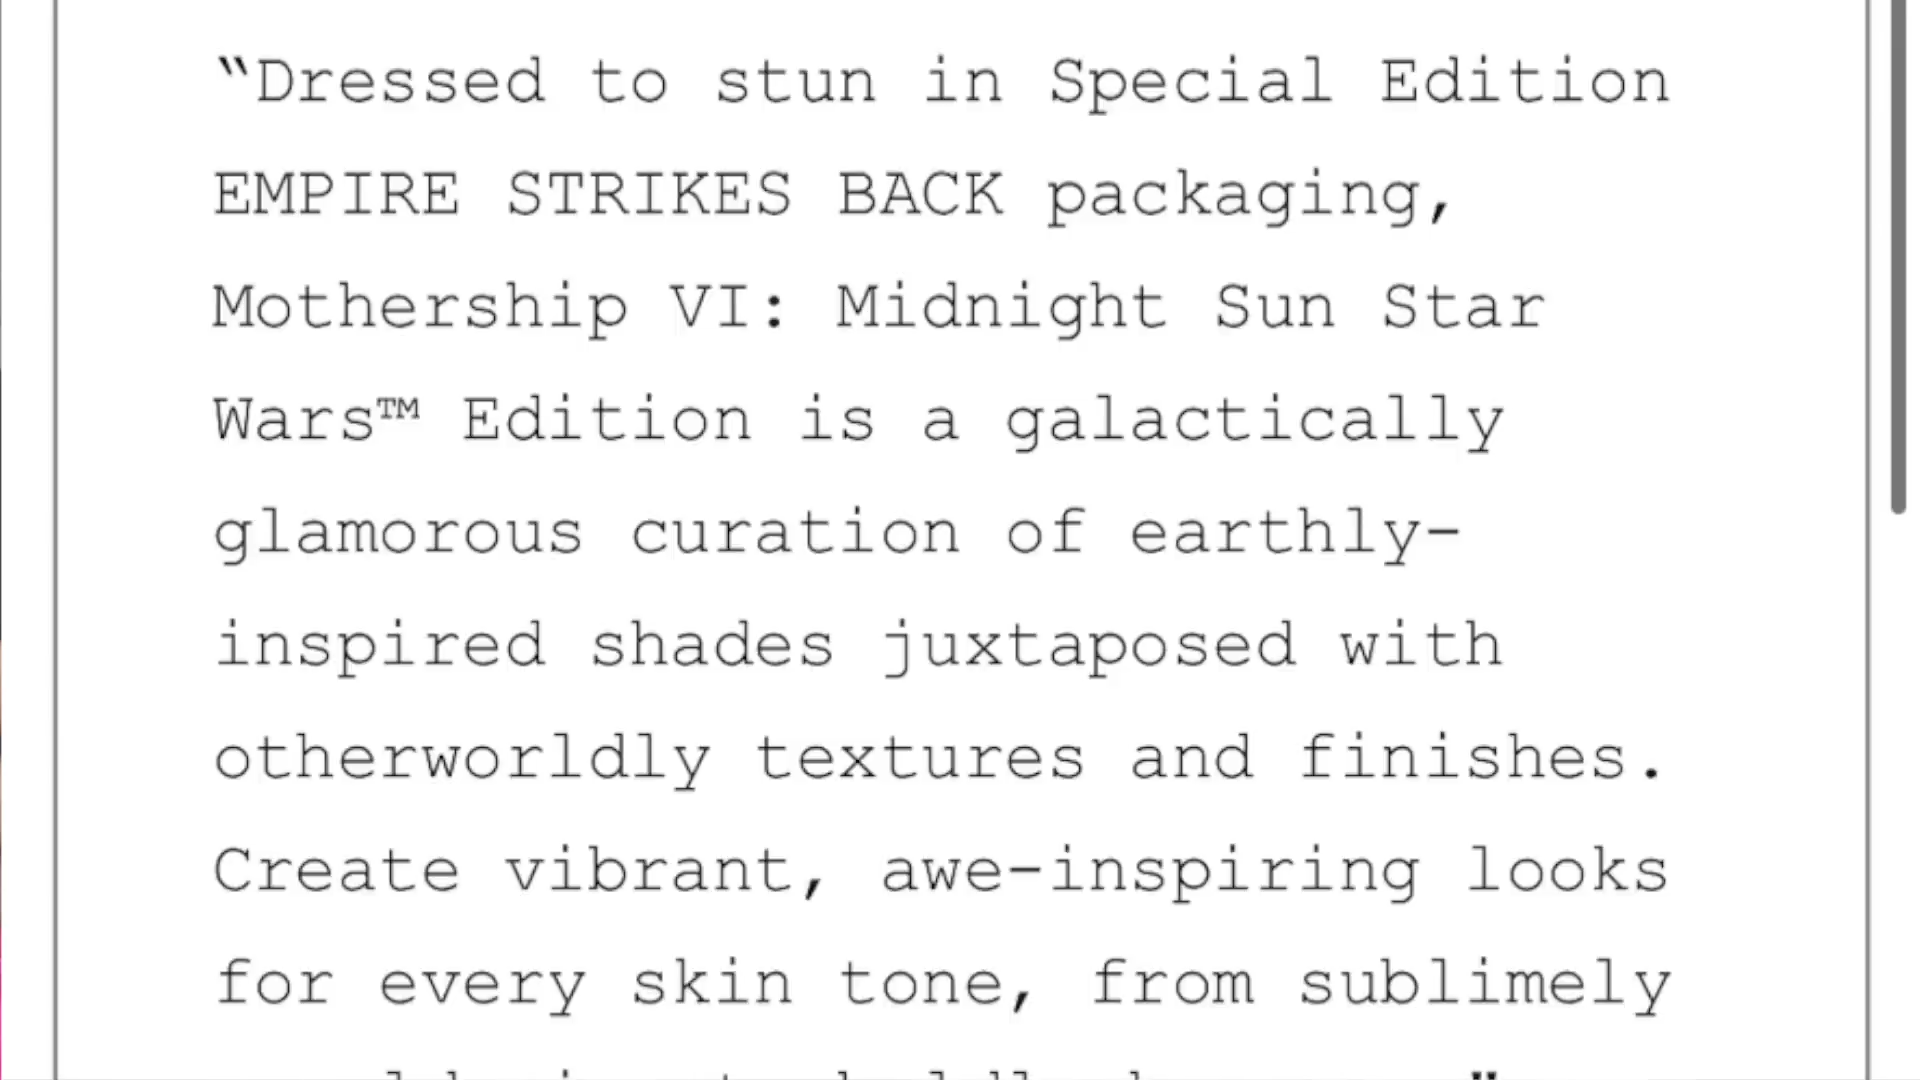 “Dressed to stun in Special Edition
EMPIRE STRIKES BACK packaging,
Mothership VI: Midnight Sun Star
Wars™ Edition is a galactically
glamorous curation of earthly-
inspired shades juxtaposed with
otherworldly textures and finishes.
Create vibrant, awe-inspiring looks
for every skin tone, from sublimely